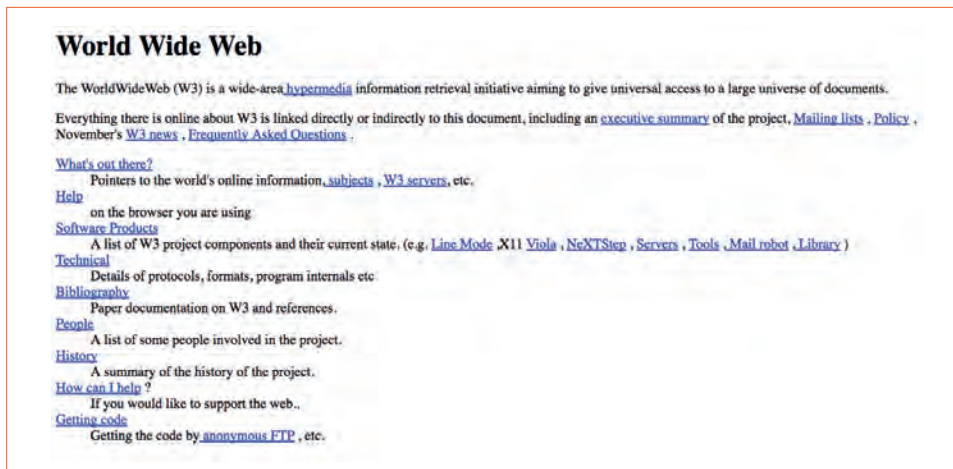 World Wide Web
The WorldWideWeb (W3) is a wide-area hypermedia information retrieval initiative aiming to give universal access to a large universe of documents.
Everything there is online about W3 is linked directly or indirectly to this document, including an executive summary of the project, Mailing lists , Policy ,
November's W3 news , Frequently Asked Questions .
What's out there?
Pointers to the world's online information, subjects , W3 servers, etc.
Help
on the browser you are using
Software Products
A list of W3 project components and their current state. (e.g. Line Mode ,X11 Viola , NeXTStep , Servers , Tools , Mail robot , Library )
Technical
Details of protocols, formats, program internals etc
Bibliography
Paper documentation on W3 and references.
People
A list of some people involved in the project.
History
A summary of the history of the project.
How can I help ?
If you would like to support the web..
Getting code
Getting the code by anonymous FTP , etc.